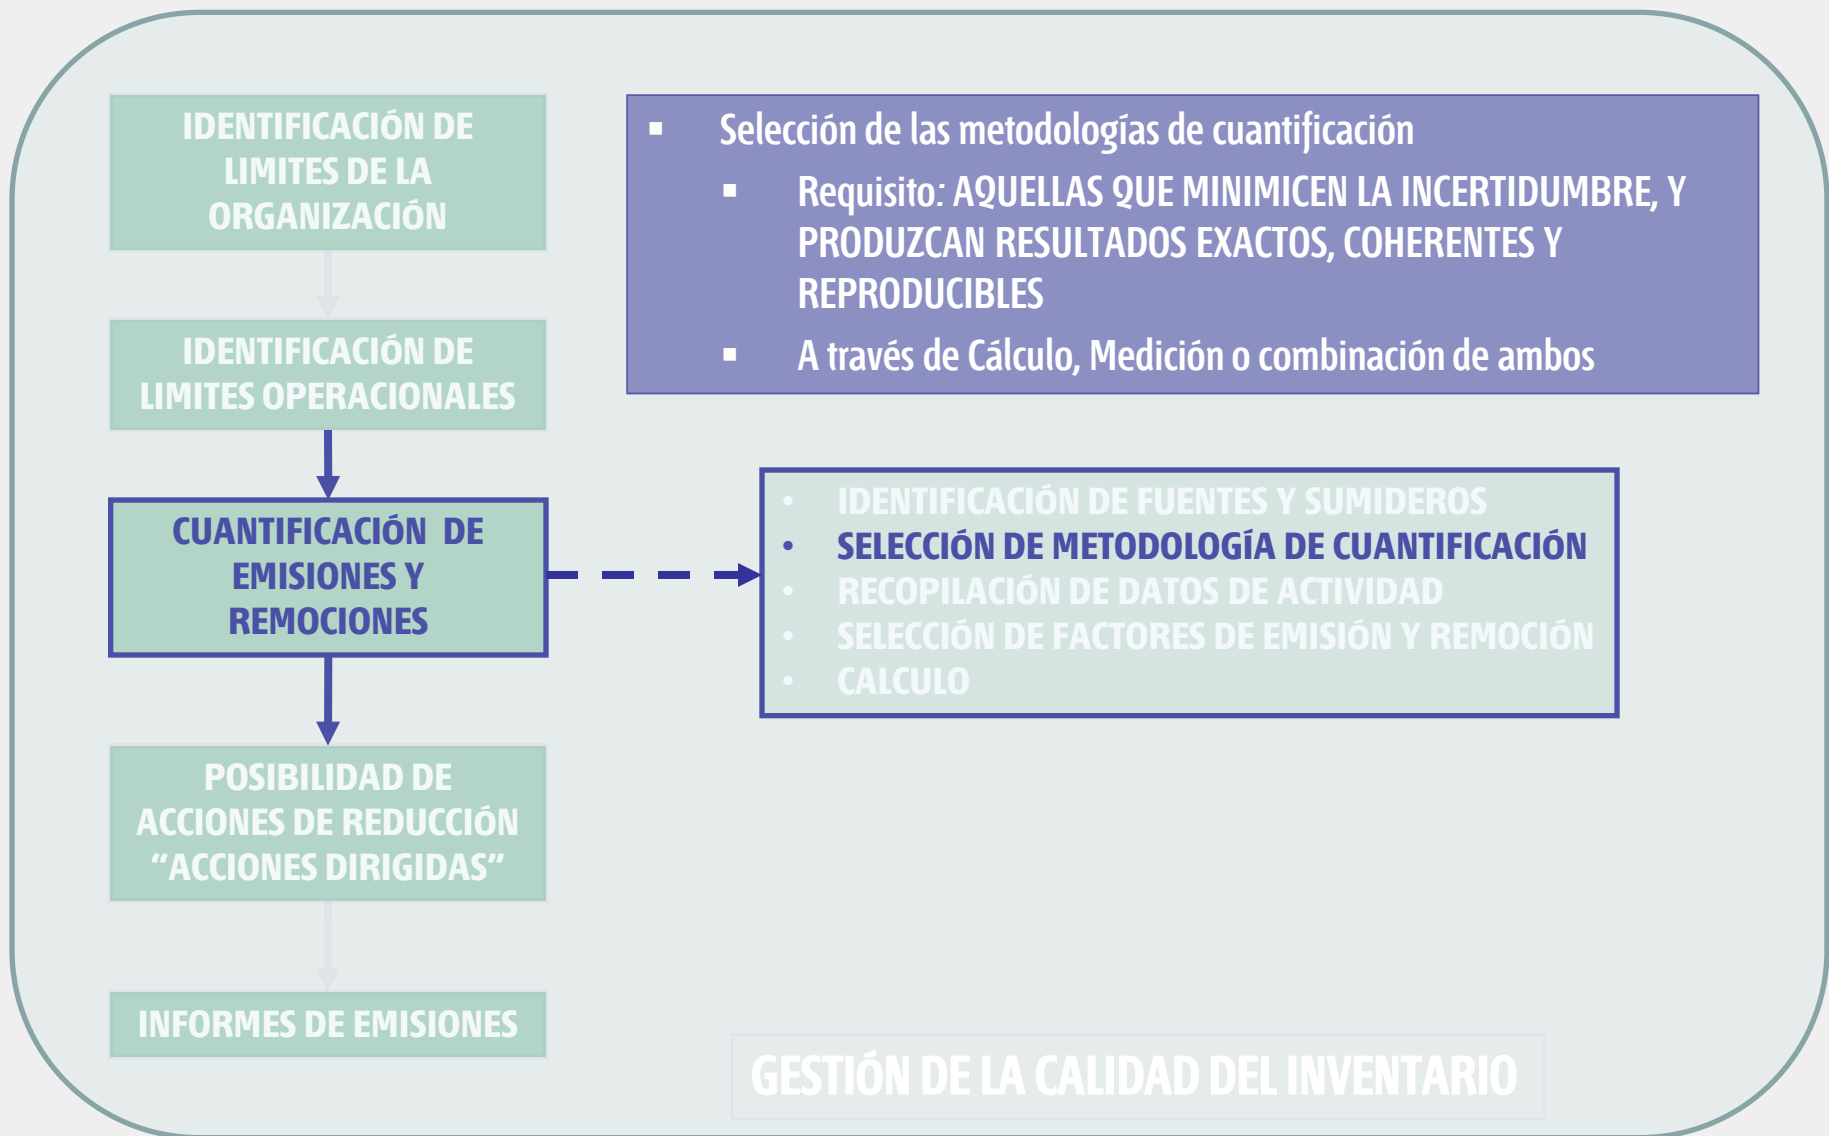 IDENTIFICACIÓN DE
LIMITES DE LA
ORGANIZACIÓN
IDENTIFICACIÓN DE
LIMITES OPERACIONALES
CUANTIFICACIÓN DE
EMISIONES Y
REMOCIONES
POSIBILIDAD DE
ACCIONES DE REDUCCIÓN
“ACCIONES DIRIGIDAS”
INFORMES DE EMISIONES
▪ Selección de las metodologías de cuantificación
▪ Requisito: AQUELLAS QUE MINIMICEN LA INCERTIDUMBRE, Y
PRODUZCAN RESULTADOS EXACTOS, COHERENTES Y
REPRODUCIBLES
▪ A través de Cálculo, Medición o combinación de ambos
• IDENTIFICACIÓN DE FUENTES Y SUMIDEROS
• SELECCIÓN DE METODOLOGÍA DE CUANTIFICACIÓN
• RECOPILACIÓN DE DATOS DE ACTIVIDAD
• SELECCIÓN DE FACTORES DE EMISIÓN Y REMOCIÓN
• CALCULO
GESTIÓN DE LA CALIDAD DEL INVENTARIO